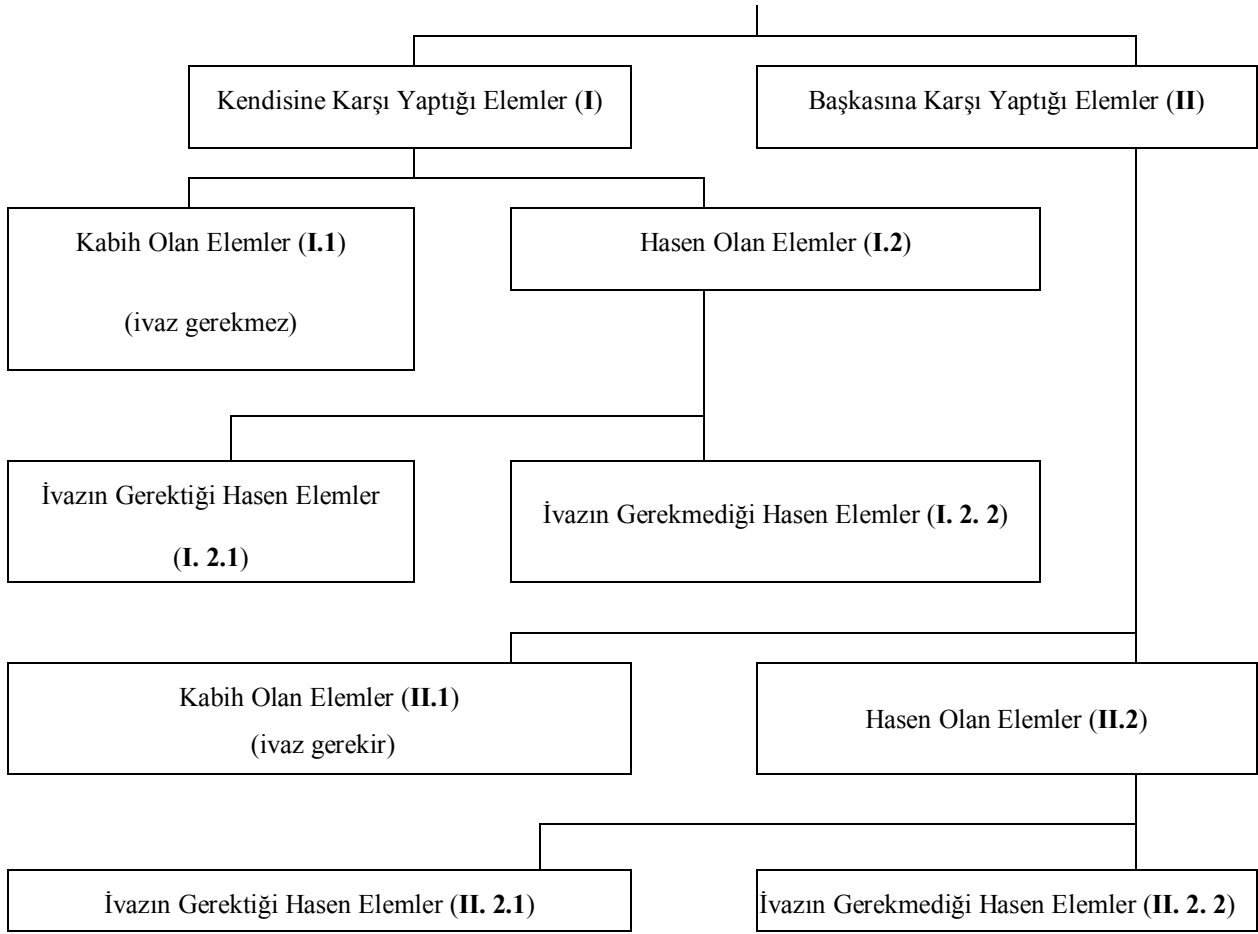 Kendisine Karşı Yaptığı Elemler (I)
Başkasına Karşı Yaptığı Elemler (II)
Kabih Olan Elemler (I.1)
(ivaz gerekmez)
Hasen Olan Elemler (I.2)
İvazın Gerektiği Hasen Elemler
(I. 2.1)
İvazın Gerekmediği Hasen Elemler (I. 2. 2)
Kabih Olan Elemler (II.1)
(ivaz gerekir)
Hasen Olan Elemler (II.2)
İvazın Gerektiği Hasen Elemler (II. 2.1)
İvazın Gerekmediği Hasen Elemler (II. 2. 2)